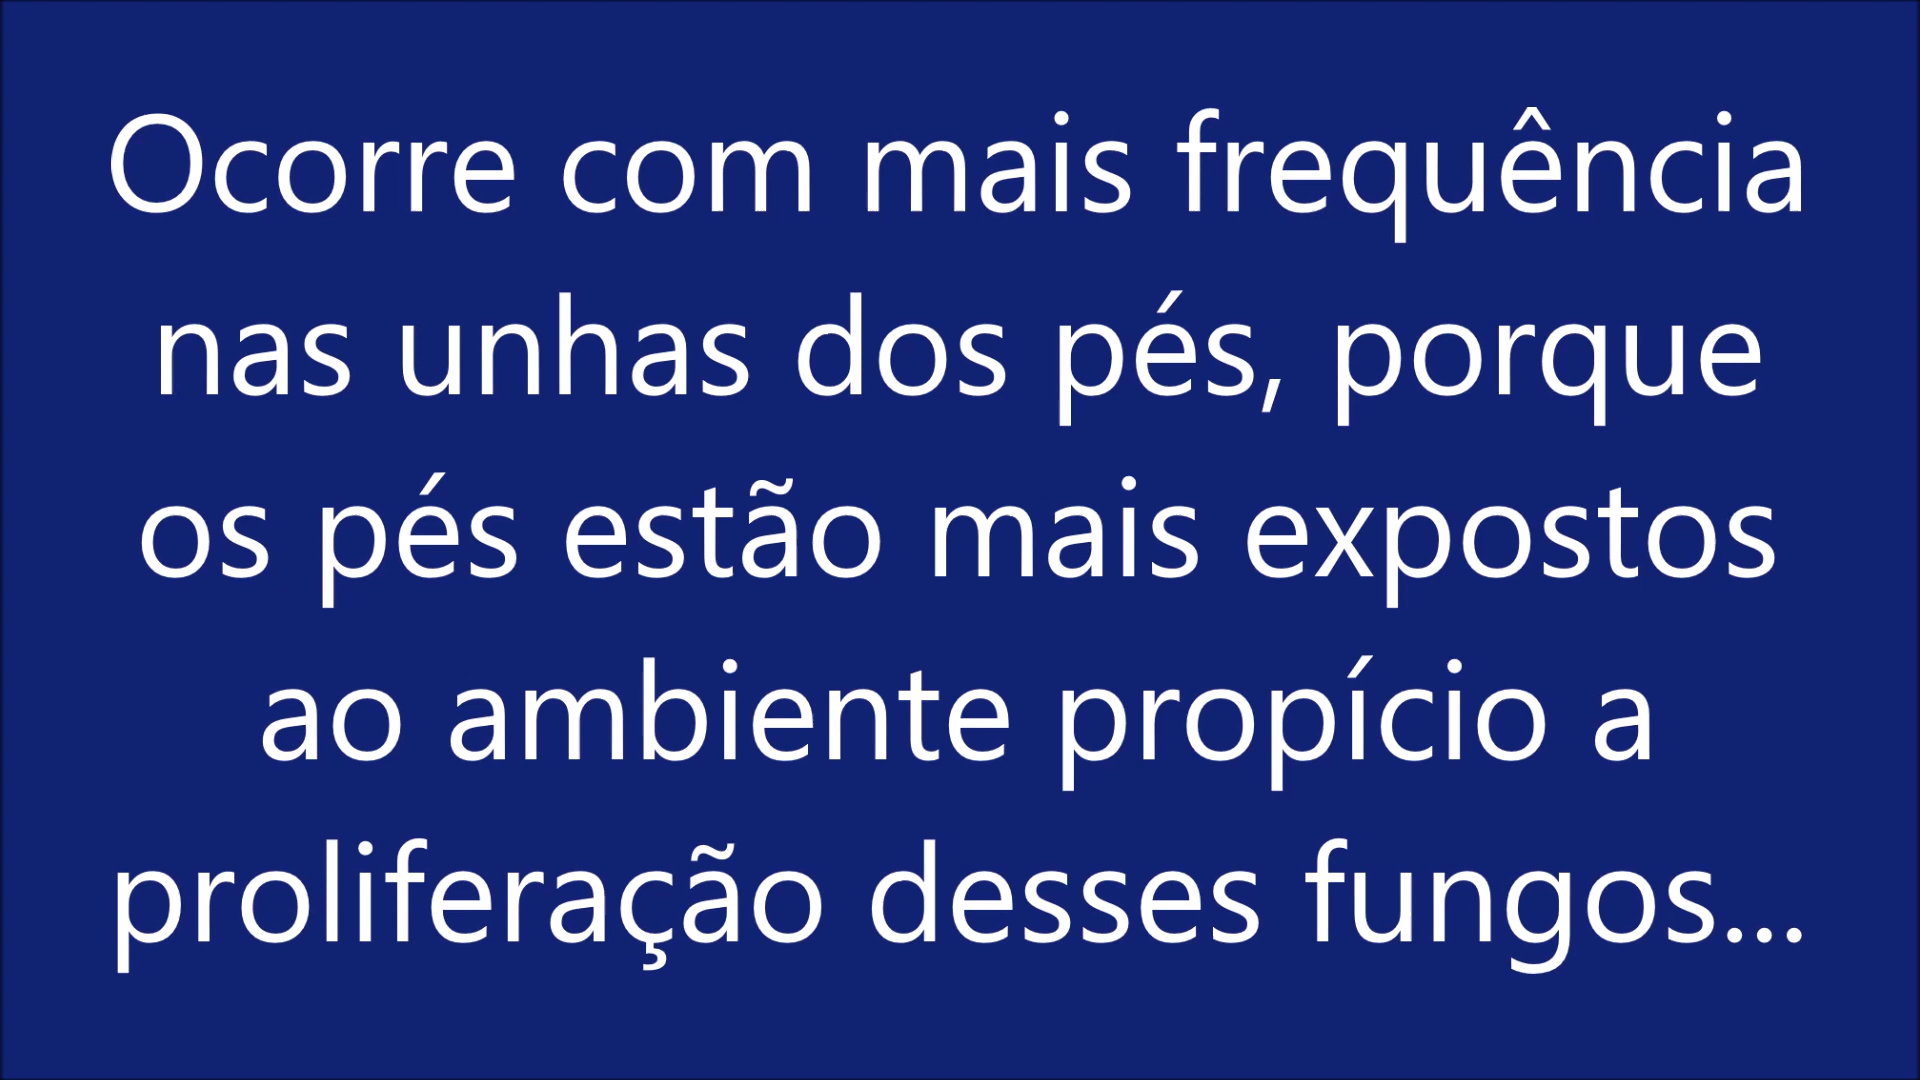 Ocorre com mais frequência
nas unhas dos pés, porque
os pés estão mais expostos
ao ambiente propício a
proliferação desses fungos...